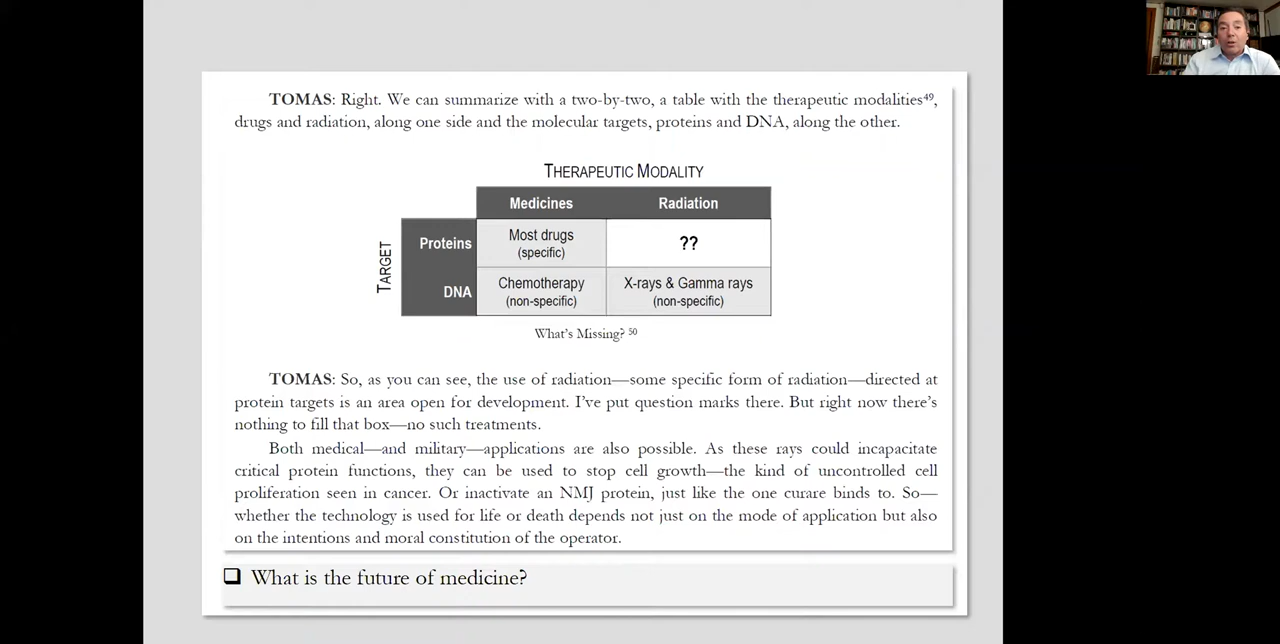 TOMAS: Right. We can summarize with a two-by-two, a table with the therapeutic modalities⁴⁹,
drugs and radiation, along one side and the molecular targets, proteins and DNA, along the other.
THERAPEUTIC MODALITY
Medicines Radiation
TARGET
Proteins Most drugs (specific) ??
DNA Chemotherapy (non-specific) X-rays & Gamma rays (non-specific)
What's Missing? ⁵⁰
TOMAS: So, as you can see, the use of radiation—some specific form of radiation—directed at
protein targets is an area open for development. I've put question marks there. But right now there's
nothing to fill that box—no such treatments.
Both medical—and military—applications are also possible. As these rays could incapacitate
critical protein functions, they can be used to stop cell growth—the kind of uncontrolled cell
proliferation seen in cancer. Or inactivate an NMJ protein, just like the one curare binds to. So—
whether the technology is used for life or death depends not just on the mode of application but also
on the intentions and moral constitution of the operator.
❑ What is the future of medicine?